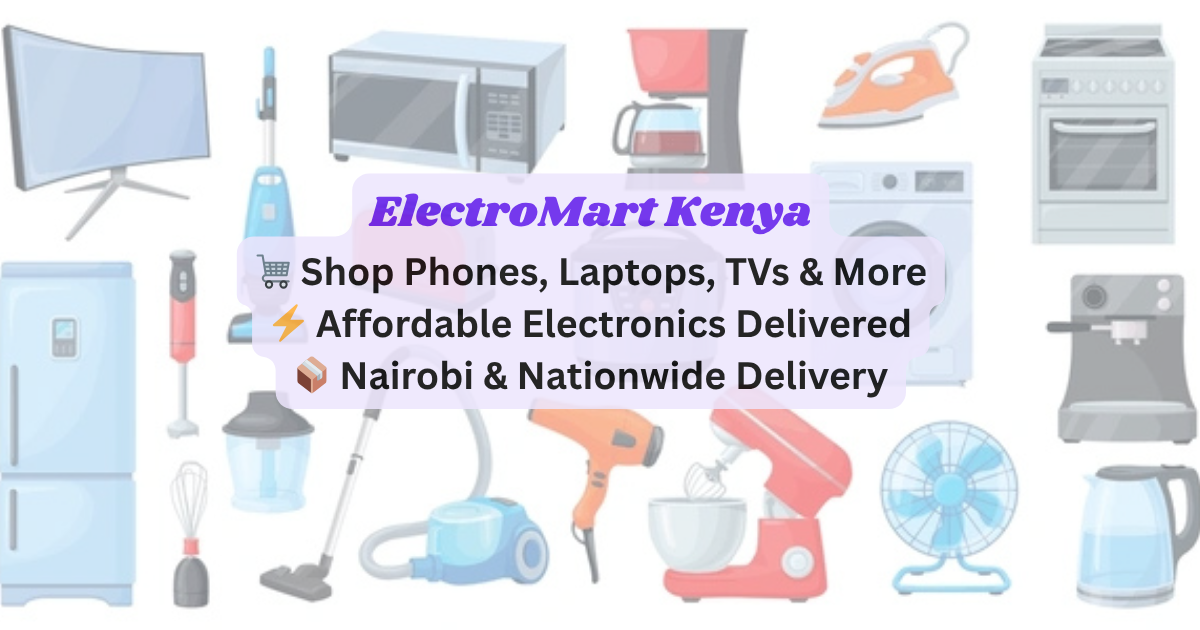 ElectroMart Kenya
🛒 Shop Phones, Laptops, TVs & More
⚡ Affordable Electronics Delivered
📦 Nairobi & Nationwide Delivery